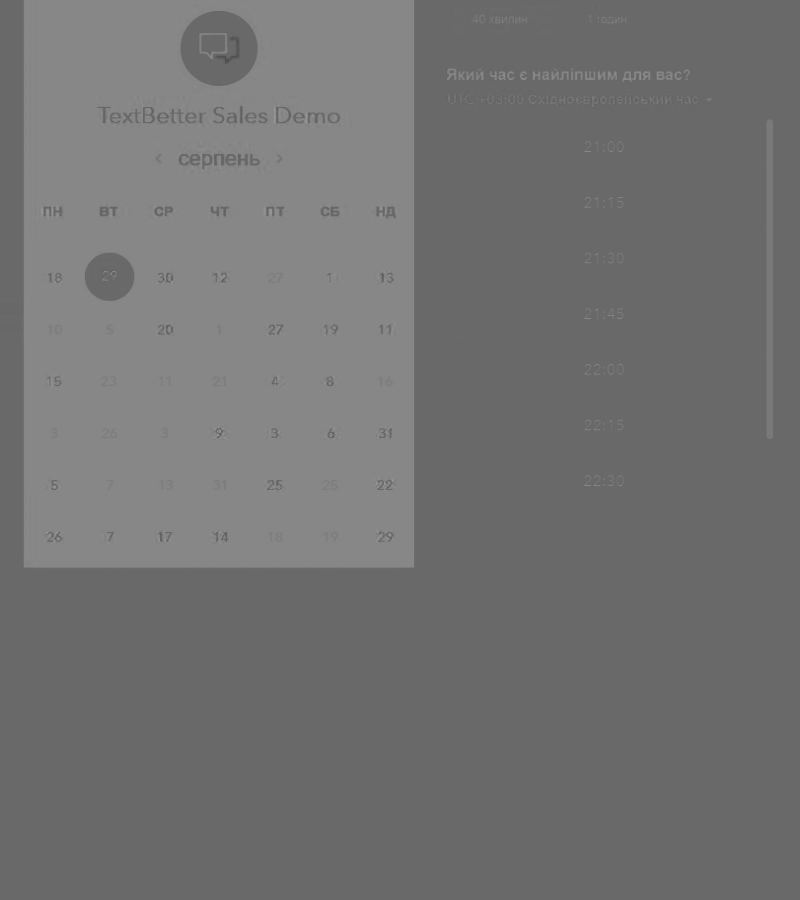 40 хвилин
1 годин
TextBetter Sales Demo
‹ серпень ›
ПН ВТ СР ЧТ ПТ СБ НД
18 29 30 12 27 1 13
10 5 20 1 27 19 11
15 23 11 21 4 8 16
3 26 3 9 3 6 31
5 7 13 31 25 25 22
26 7 17 14 18 19 29
Який час є найліпшим для вас?
UTC +03:00 Східноєвропейський час
21:00
21:15
21:30
21:45
22:00
22:15
22:30